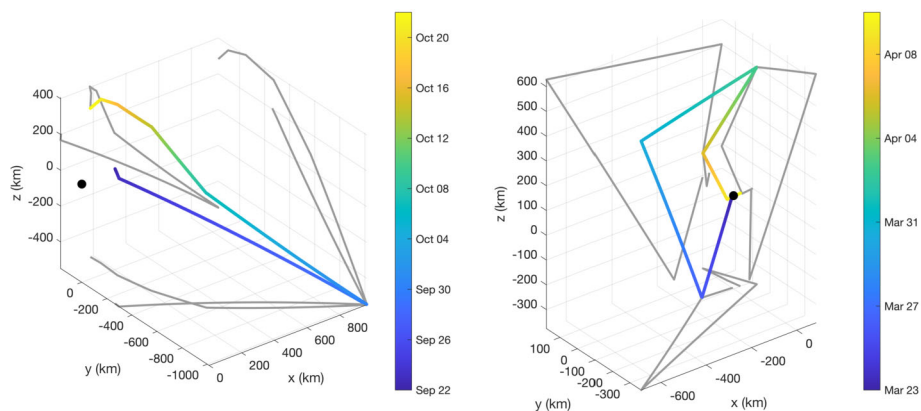 400
200
0
-200
-400
z (km)
0
-200
-400
-600
-800
-1000
y (km)
0
200
400
600
800
x (km)
Oct 20
Oct 16
Oct 12
Oct 08
Oct 04
Sep 30
Sep 26
Sep 22
600
500
400
300
200
100
0
-100
-200
-300
z (km)
100
0
-100
-200
-300
y (km)
-600
-400
-200
0
x (km)
Apr 08
Apr 04
Mar 31
Mar 27
Mar 23